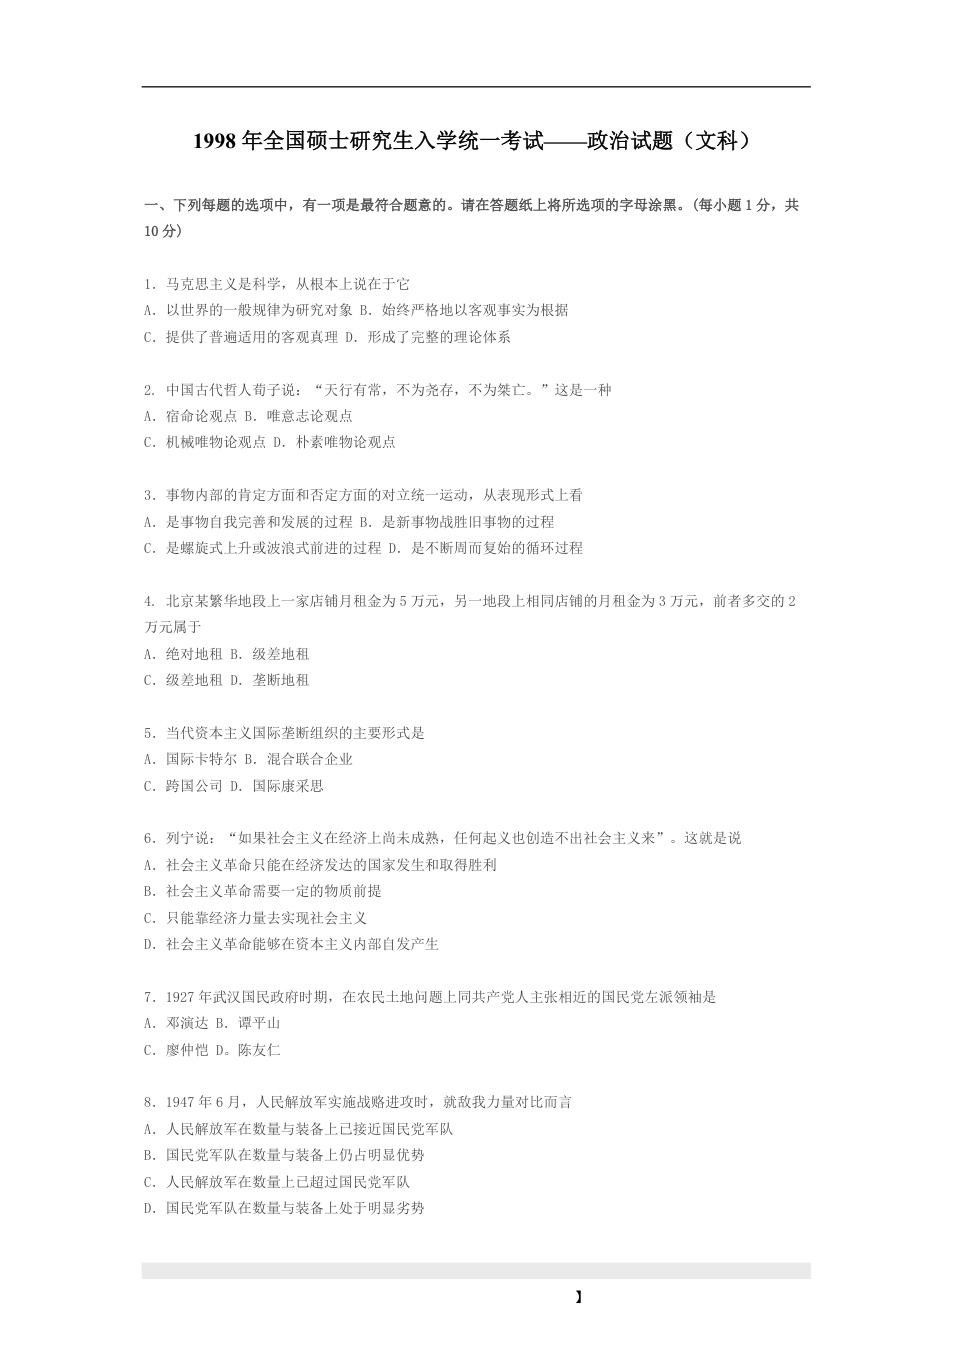 1998 年全国硕士研究生入学统一考试——政治试题（文科）
一、下列每题的选项中，有一项是最符合题意的。请在答题纸上将所选项的字母涂黑。(每小题 1 分，共
10 分)
1．马克思主义是科学，从根本上说在于它
A．以世界的一般规律为研究对象 B．始终严格地以客观事实为根据
C．提供了普遍适用的客观真理 D．形成了完整的理论体系
2. 中国古代哲人荀子说：“天行有常，不为尧存，不为桀亡。”这是一种
A．宿命论观点 B．唯意志论观点
C．机械唯物论观点 D．朴素唯物论观点
3．事物内部的肯定方面和否定方面的对立统一运动，从表现形式上看
A．是事物自我完善和发展的过程 B．是新事物战胜旧事物的过程
C．是螺旋式上升或波浪式前进的过程 D．是不断周而复始的循环过程
4. 北京某繁华地段上一家店铺月租金为 5 万元，另一地段上相同店铺的月租金为 3 万元，前者多交的 2
万元属于
A．绝对地租 B．级差地租
C．级差地租 D．垄断地租
5．当代资本主义国际垄断组织的主要形式是
A．国际卡特尔 B．混合联合企业
C．跨国公司 D．国际康采思
6．列宁说：“如果社会主义在经济上尚未成熟，任何起义也创造不出社会主义来”。这就是说
A．社会主义革命只能在经济发达的国家发生和取得胜利
B．社会主义革命需要一定的物质前提
C．只能靠经济力量去实现社会主义
D．社会主义革命能够在资本主义内部自发产生
7．1927 年武汉国民政府时期，在农民土地问题上同共产党人主张相近的国民党左派领袖是
A．邓演达 B．谭平山
C．廖仲恺 D。陈友仁
8．1947 年 6 月，人民解放军实施战略进攻时，就敌我力量对比而言
A．人民解放军在数量与装备上已接近国民党军队
B．国民党军队在数量与装备上仍占明显优势
C．人民解放军在数量上已超过国民党军队
D．国民党军队在数量与装备上处于明显劣势
】